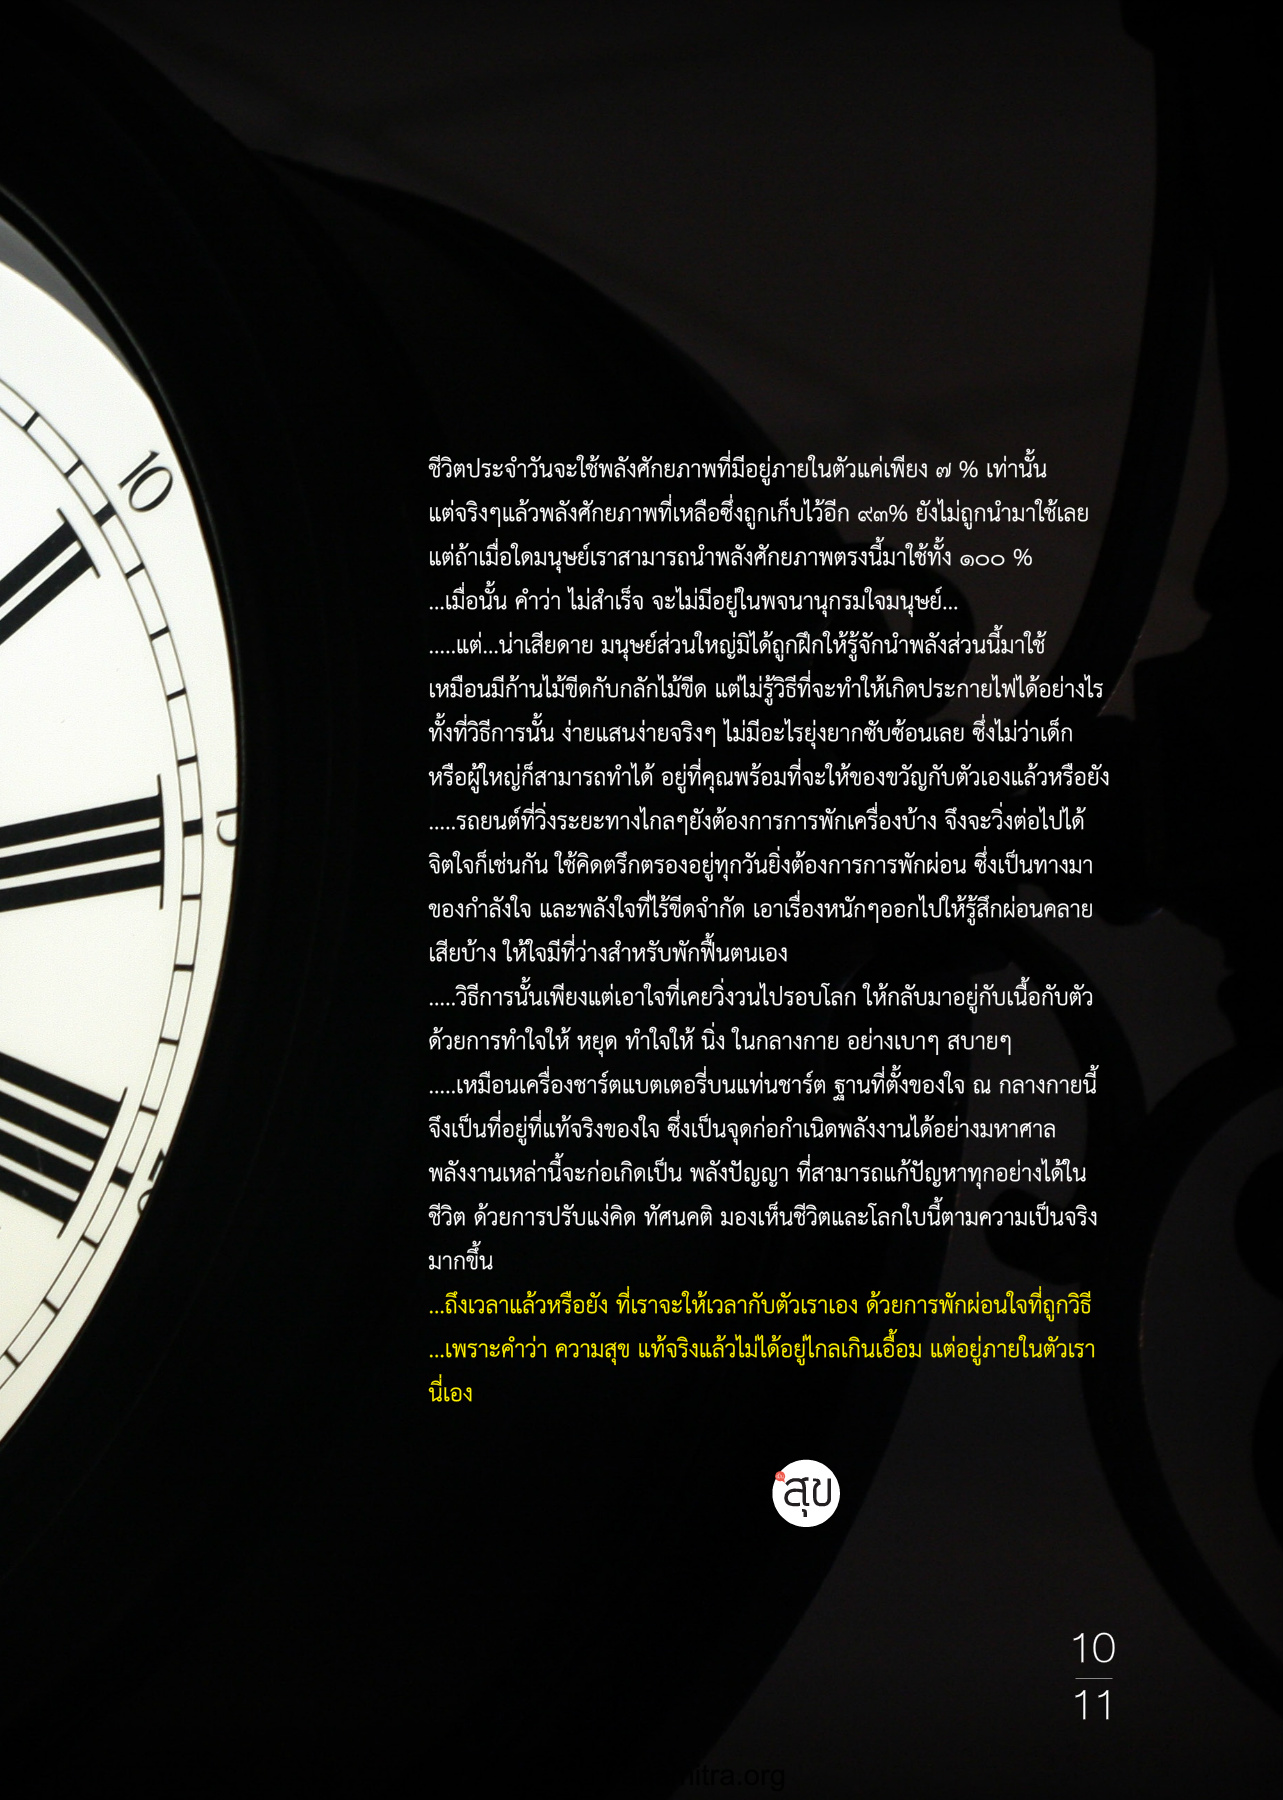 10
ชีวิตประจำวันจะใช้พลังศักยภาพที่มีอยู่ภายในตัวแค่เพียง ๗ % เท่านั้น
แต่จริงๆแล้วพลังศักยภาพที่เหลือซึ่งถูกเก็บไว้อีก ๙๓% ยังไม่ถูกนำมาใช้เลย
แต่ถ้าเมื่อใดมนุษย์เราสามารถนำพลังศักยภาพตรงนี้มาใช้ทั้ง ๑๐๐ %
...เมื่อนั้น คำว่า ไม่สำเร็จ จะไม่มีอยู่ในพจนานุกรมใจมนุษย์...
.....แต่...น่าเสียดาย มนุษย์ส่วนใหญ่มิได้ถูกฝึกให้รู้จักนำพลังส่วนนี้มาใช้
เหมือนมีก้านไม้ขีดกับกลักไม้ขีด แต่ไม่รู้วิธีที่จะทำให้เกิดประกายไฟได้อย่างไร
ทั้งที่วิธีการนั้น ง่ายแสนง่ายจริงๆ ไม่มีอะไรยุ่งยากซับซ้อนเลย ซึ่งไม่ว่าเด็ก
หรือผู้ใหญ่ก็สามารถทำได้ อยู่ที่คุณพร้อมที่จะให้ของขวัญกับตัวเองแล้วหรือยัง
.....รถยนต์ที่วิ่งระยะทางไกลๆยังต้องการการพักเครื่องบ้าง จึงจะวิ่งต่อไปได้
จิตใจก็เช่นกัน ใช้คิดตรึกตรองอยู่ทุกวันยิ่งต้องการการพักผ่อน ซึ่งเป็นทางมา
ของกำลังใจ และพลังใจที่ไร้ขีดจำกัด เอาเรื่องหนักๆออกไปให้รู้สึกผ่อนคลาย
เสียบ้าง ให้ใจมีที่ว่างสำหรับพักฟื้นตนเอง
.....วิธีการนั้นเพียงแต่เอาใจที่เคยวิ่งวนไปรอบโลก ให้กลับมาอยู่กับเนื้อกับตัว
ด้วยการทำใจให้ หยุด ทำใจให้ นิ่ง ในกลางกาย อย่างเบาๆ สบายๆ
.....เหมือนเครื่องชาร์ตแบตเตอรี่บนแท่นชาร์ต ฐานที่ตั้งของใจ ณ กลางกายนี้
จึงเป็นที่อยู่ที่แท้จริงของใจ ซึ่งเป็นจุดก่อกำเนิดพลังงานได้อย่างมหาศาล
พลังงานเหล่านี้จะก่อเกิดเป็น พลังปัญญา ที่สามารถแก้ปัญหาทุกอย่างได้ใน
ชีวิต ด้วยการปรับแง่คิด ทัศนคติ มองเห็นชีวิตและโลกใบนี้ตามความเป็นจริง
มากขึ้น
...ถึงเวลาแล้วหรือยัง ที่เราจะให้เวลากับตัวเราเอง ด้วยการพักผ่อนใจที่ถูกวิธี
...เพราะคำว่า ความสุข แท้จริงแล้วไม่ได้อยู่ไกลเกินเอื้อม แต่อยู่ภายในตัวเรา
นี่เอง
สุข
10
11